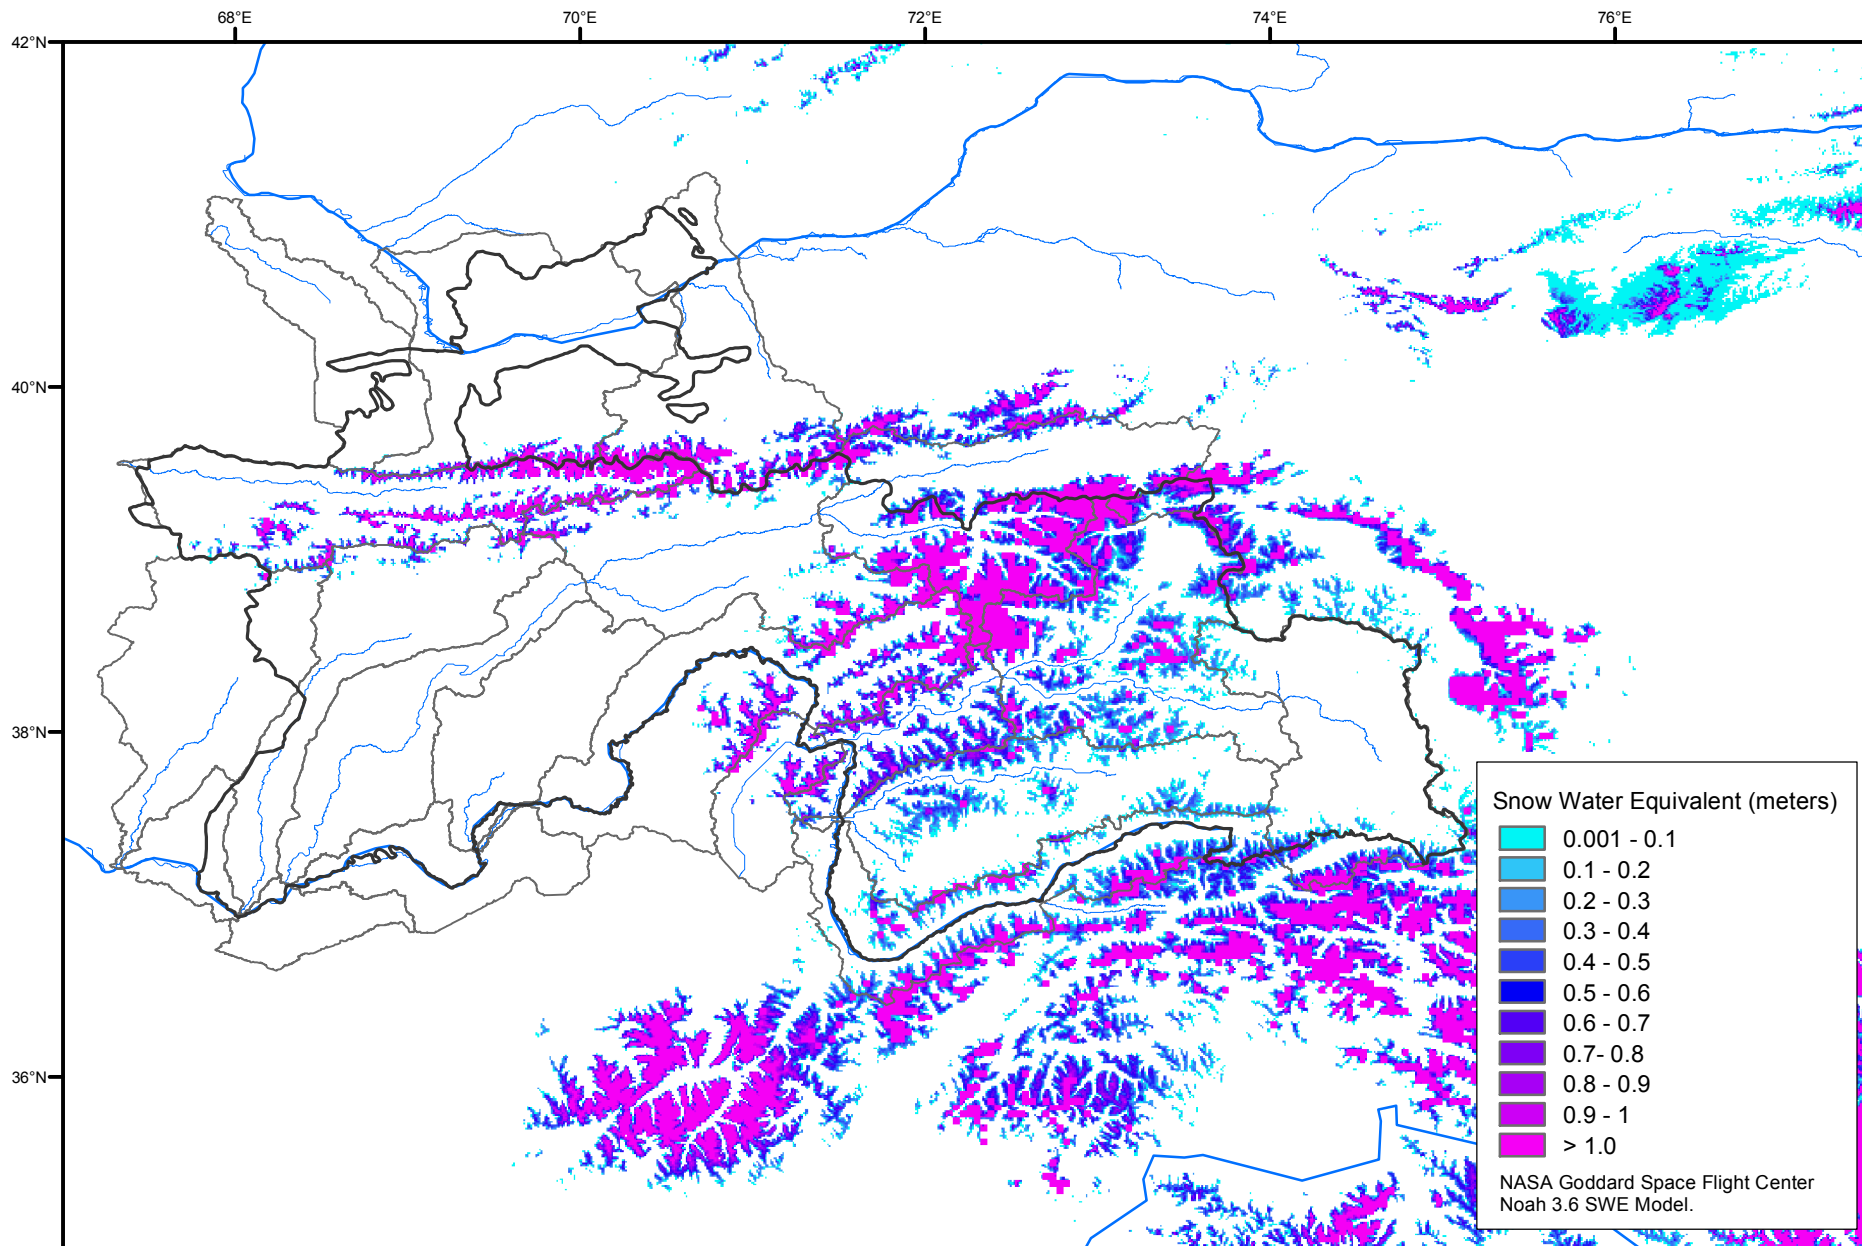 68°E 70°E 72°E 74°E 76°E
42°N
40°N
38°N
36°N
Snow Water Equivalent (meters)
0.001 - 0.1
0.1 - 0.2
0.2 - 0.3
0.3 - 0.4
0.4 - 0.5
0.5 - 0.6
0.6 - 0.7
0.7- 0.8
0.8 - 0.9
0.9 - 1
> 1.0
NASA Goddard Space Flight Center
Noah 3.6 SWE Model.